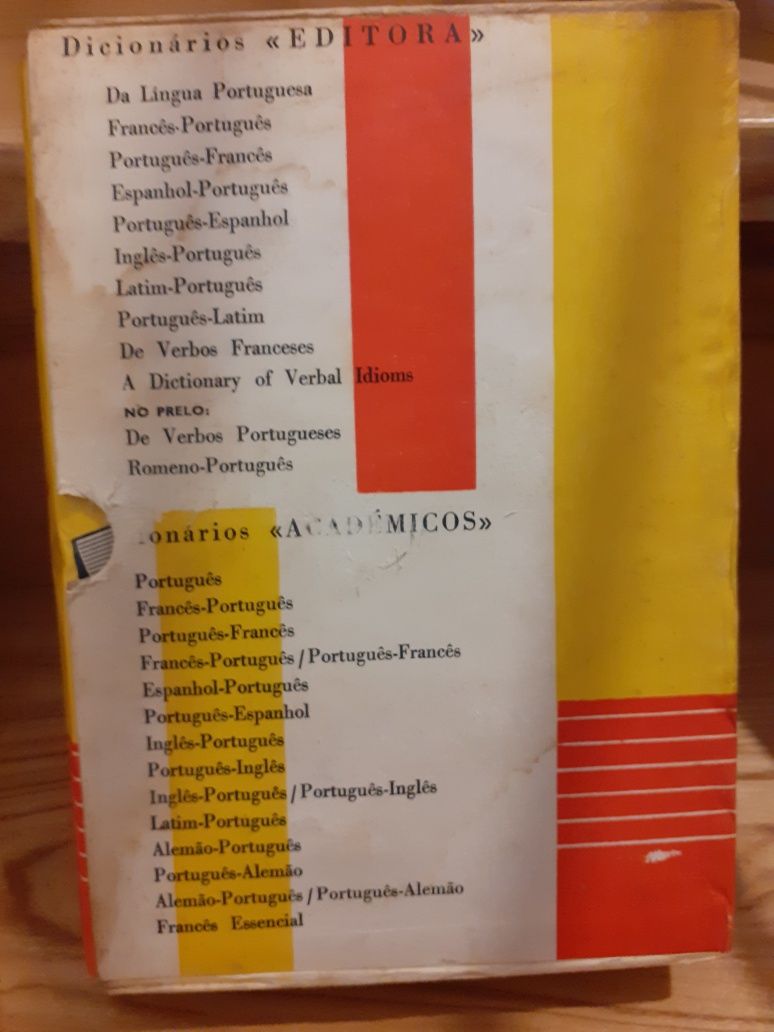 Dicionários «EDITORA»
Da Língua Portuguesa
Francês-Português
Português-Francês
Espanhol-Português
Português-Espanhol
Inglês-Português
Latim-Português
Português-Latim
De Verbos Franceses
A Dictionary of Verbal Idioms
NO PRELO:
De Verbos Portugueses
Romeno-Português
onários «ACADÉMICOS»
Português
Francês-Português
Português-Francês
Francês-Português / Português-Francês
Espanhol-Português
Português-Espanhol
Inglês-Português
Português-Inglês
Inglês-Português / Português-Inglês
Latim-Português
Alemão-Português
Português-Alemão
Alemão-Português / Português-Alemão
Francês Essencial